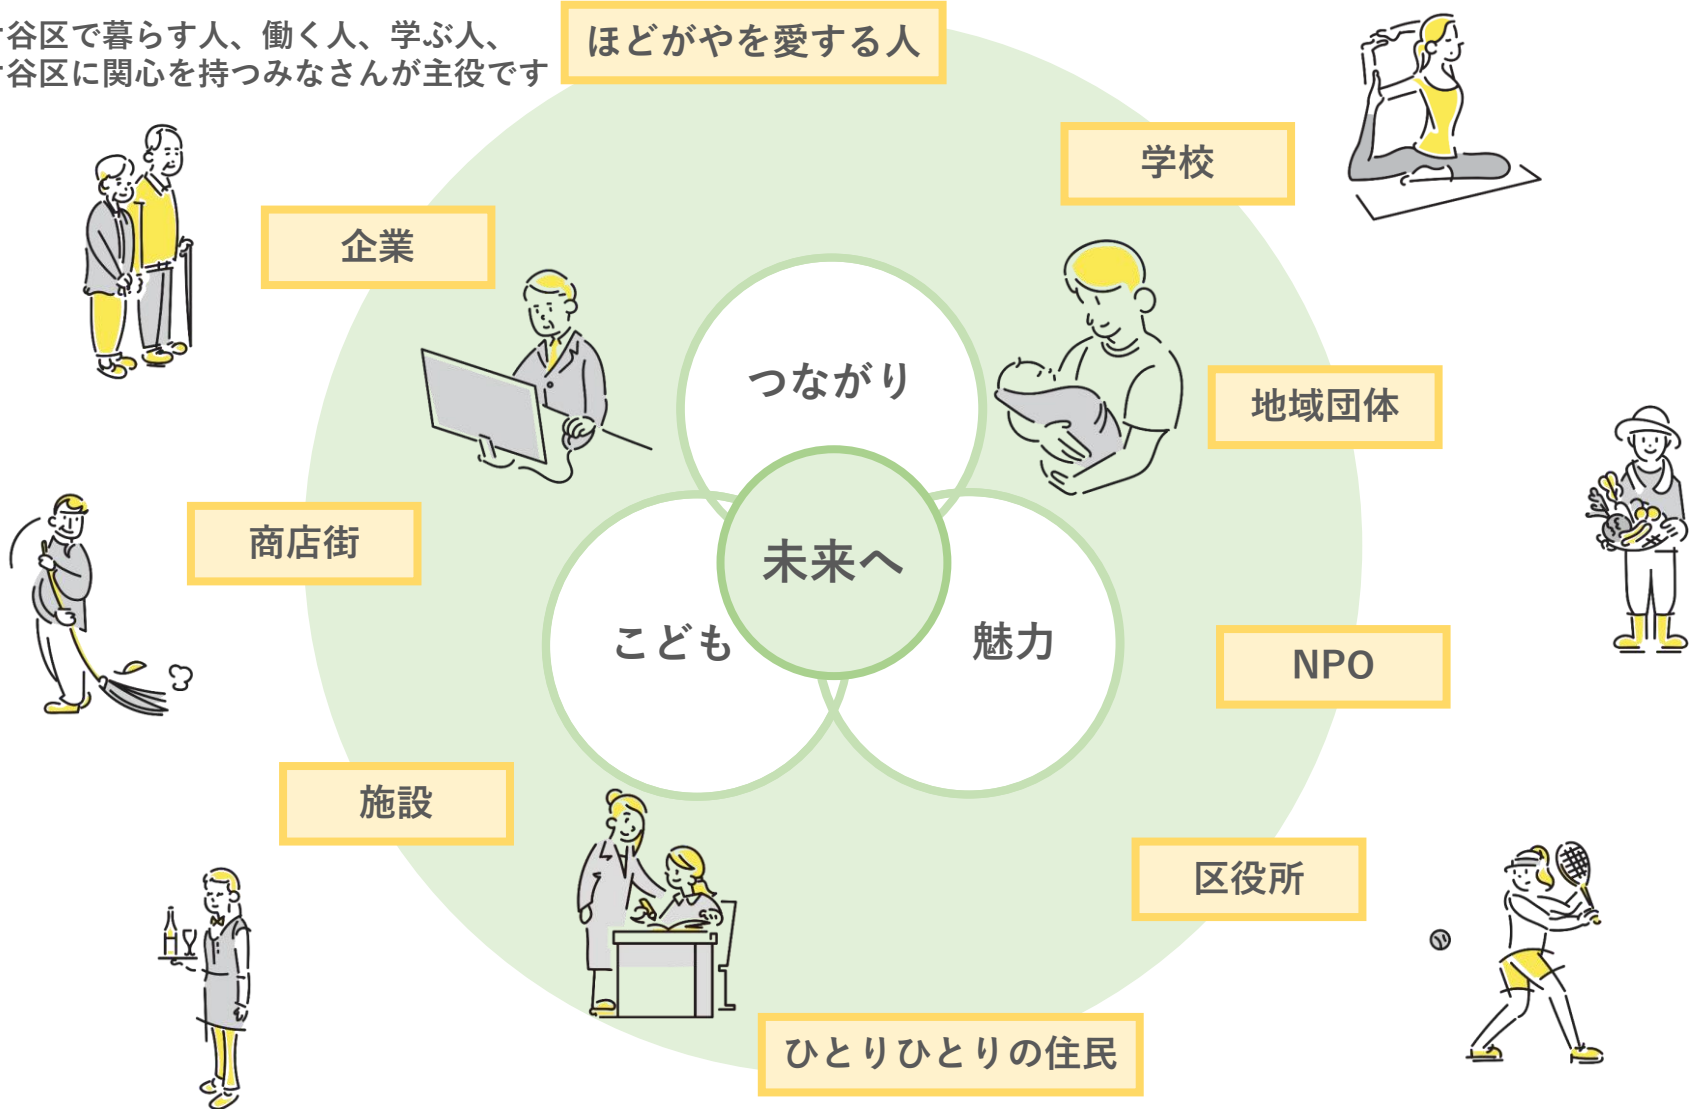 谷区で暮らす人、働く人、学ぶ人、
谷区に関心を持つみなさんが主役です
ほどがやを愛する人
学校
企業
つながり
地域団体
商店街
未来へ
こども
魅力
NPO
施設
区役所
ひとりひとりの住民